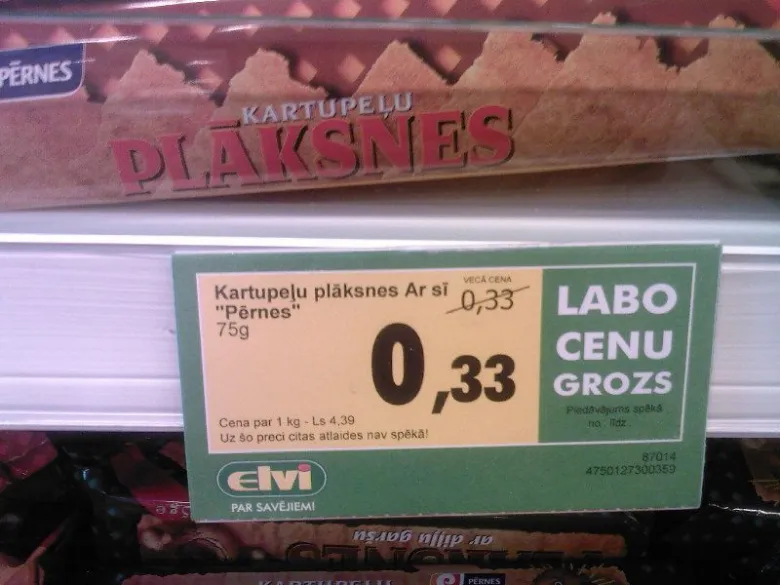 PĒRNES
KARTUPEĻU
PLĀKSNES
Kartupeļu plāksnes Ar sī
"Pērnes"
75g
VECĀ CENA
0,33
0,33
LABO
CENU
GROZS
Piedāvājums spēkā
no līdz
Cena par 1 kg - Ls 4,39
Uz šo preci citas atlaides nav spēkā!
elvi
PAR SAVĒJIEM!
87014
4750127300359
ar diļļu garšu
KARTUPEĻU
PĒRNES